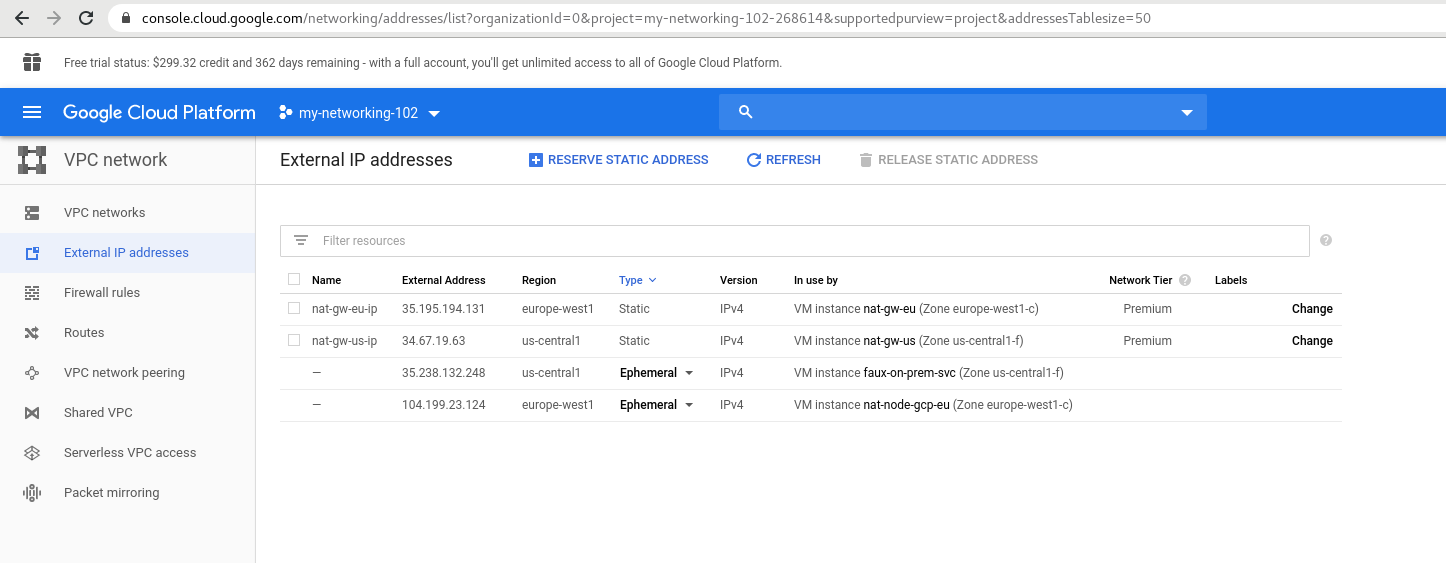 console.cloud.google.com/networking/addresses/list?organizationId=0&project=my-networking-102-268614&supportedpurview=project&addressesTablesize=50
Free trial status: $299.32 credit and 362 days remaining - with a full account, you'll get unlimited access to all of Google Cloud Platform.
Google Cloud Platform my-networking-102
VPC network
External IP addresses RESERVE STATIC ADDRESS REFRESH RELEASE STATIC ADDRESS
VPC networks
External IP addresses
Firewall rules
Routes
VPC network peering
Shared VPC
Serverless VPC access
Packet mirroring
Filter resources ?
Name External Address Region Type Version In use by Network Tier ? Labels
nat-gw-eu-ip 35.195.194.131 europe-west1 Static IPv4 VM instance nat-gw-eu (Zone europe-west1-c) Premium Change
nat-gw-us-ip 34.67.19.63 us-central1 Static IPv4 VM instance nat-gw-us (Zone us-central1-f) Premium Change
— 35.238.132.248 us-central1 Ephemeral IPv4 VM instance faux-on-prem-svc (Zone us-central1-f)
— 104.199.23.124 europe-west1 Ephemeral IPv4 VM instance nat-node-gcp-eu (Zone europe-west1-c)